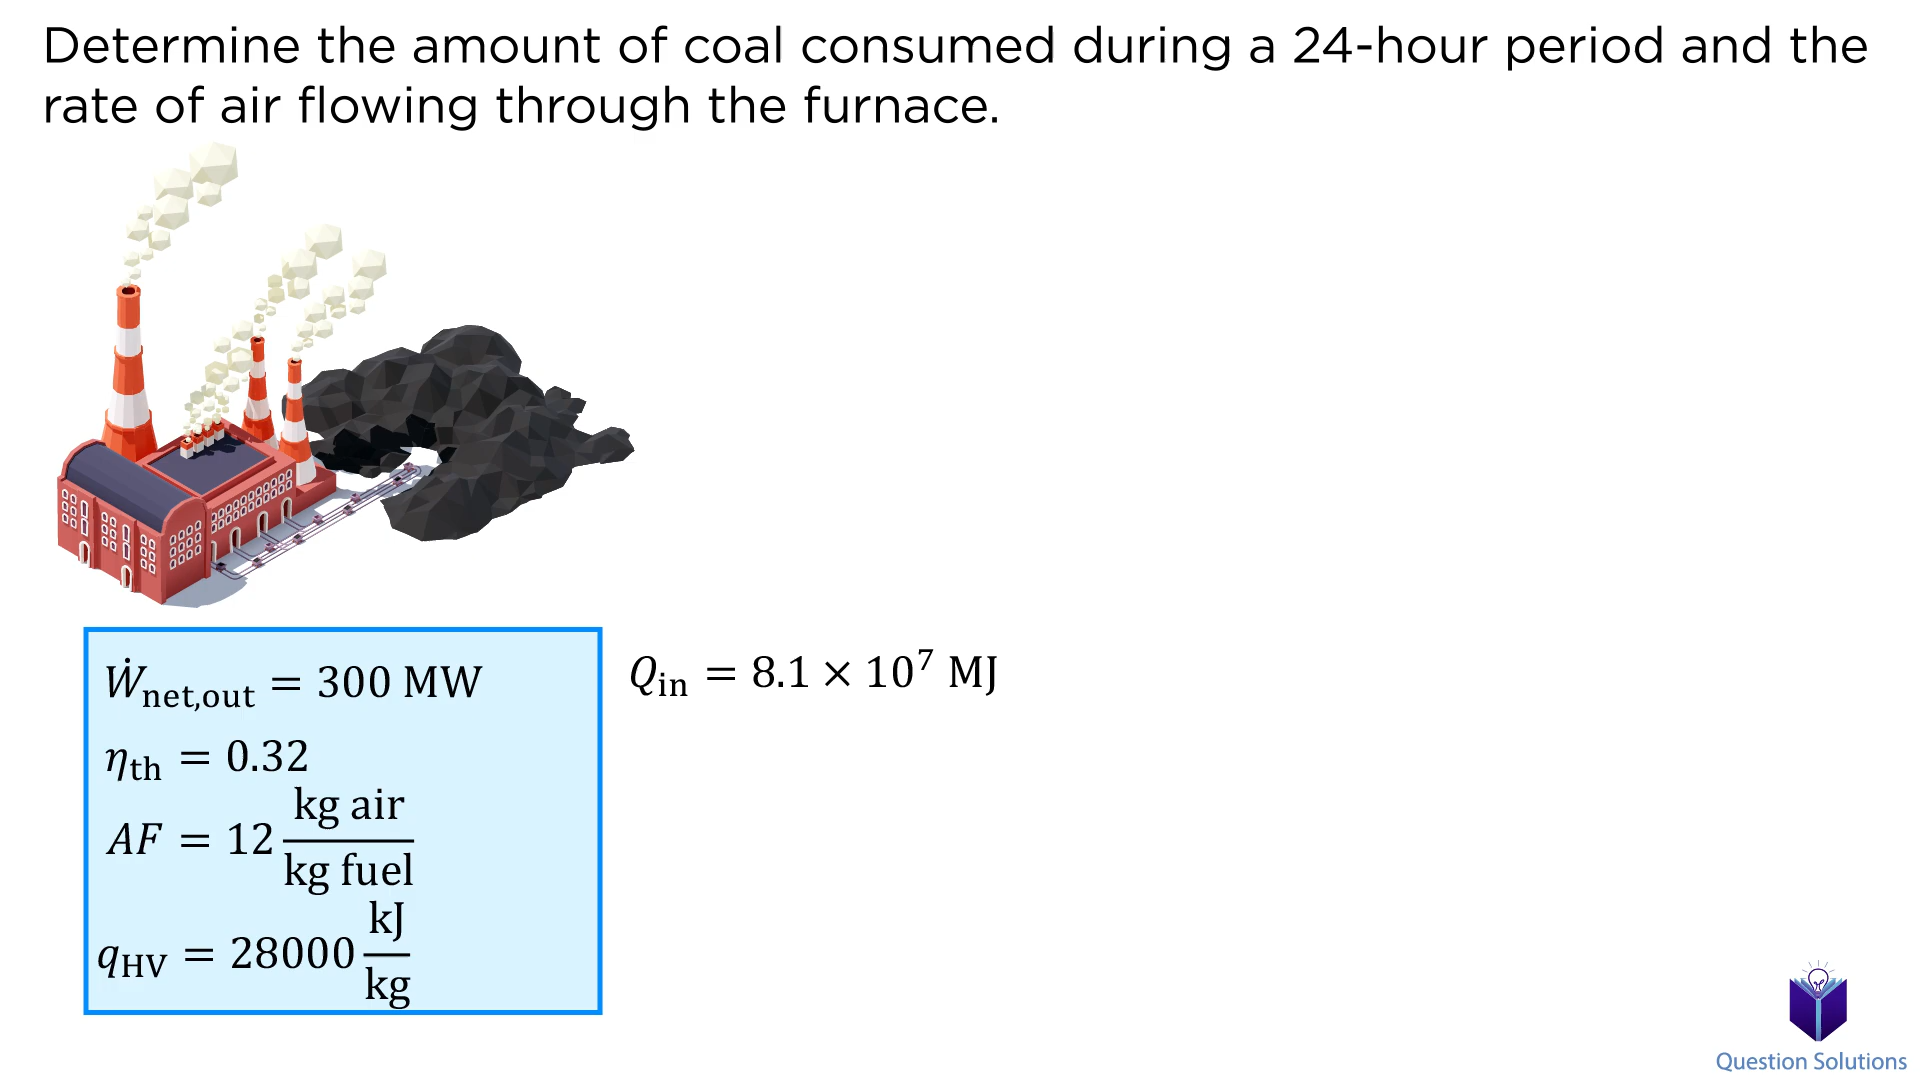 Determine the amount of coal consumed during a 24-hour period and the
rate of air flowing through the furnace.
Ẇnet,out = 300 MW
ηth = 0.32
AF = 12 kg air/kg fuel
qHV = 28000 kJ/kg
Qin = 8.1 × 10⁷ MJ
Question Solutions